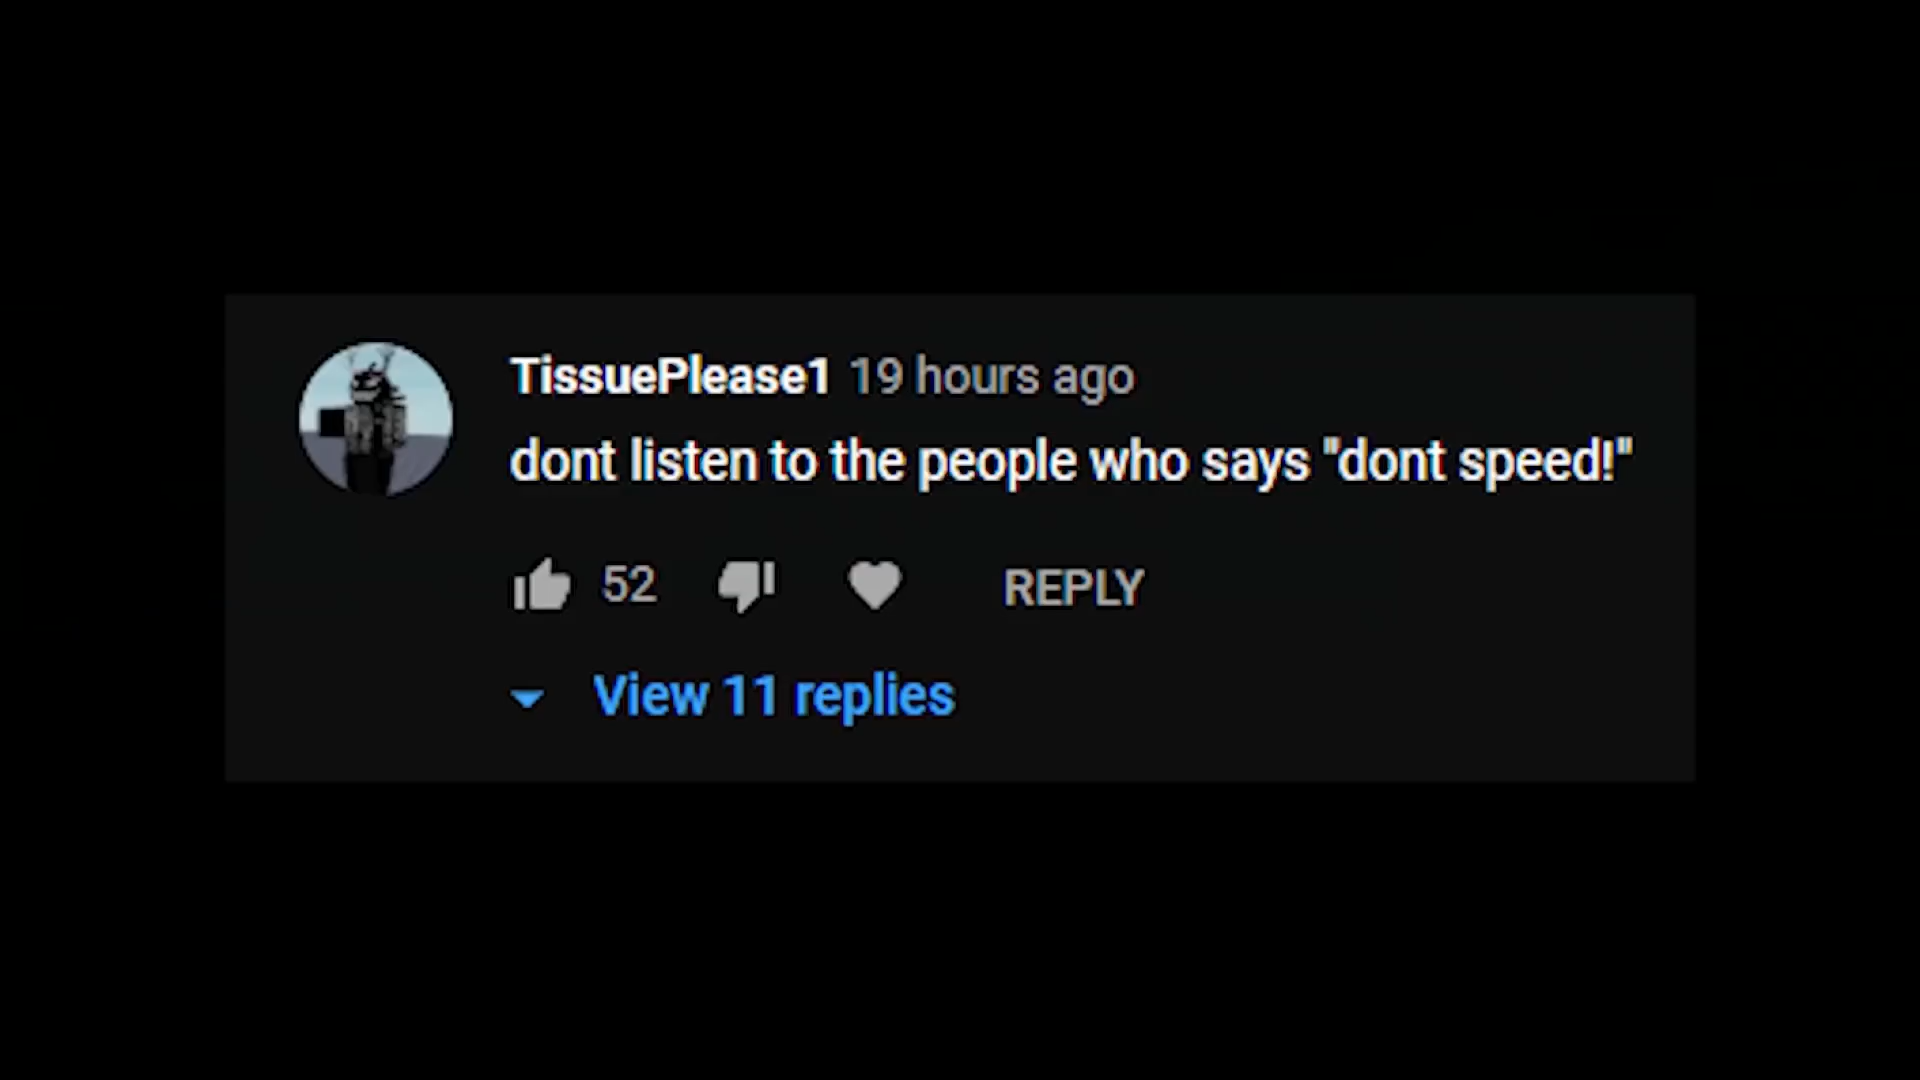 TissuePlease1 19 hours ago
dont listen to the people who says "dont speed!"
52 REPLY
View 11 replies